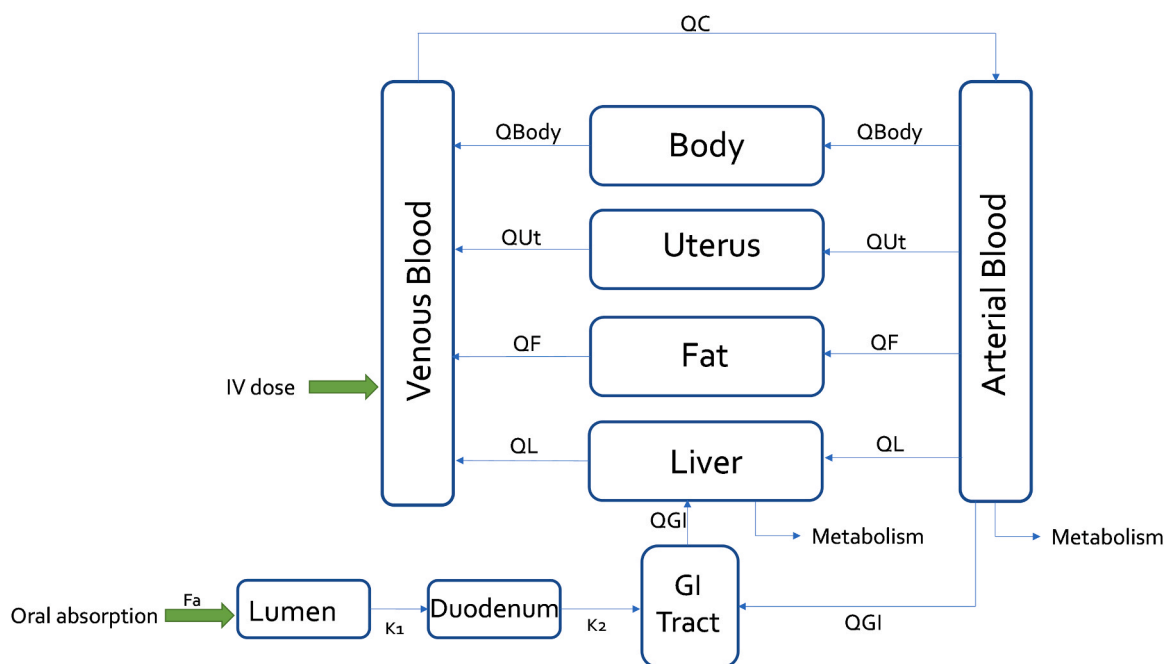 QC
QBody
Body
QBody
QUt
Uterus
QUt
Venous Blood
Arterial Blood
QF
Fat
QF
IV dose
QL
Liver
QL
QGI
Metabolism
Metabolism
Oral absorption
Fa
Lumen
K1
Duodenum
K2
GI
Tract
QGI